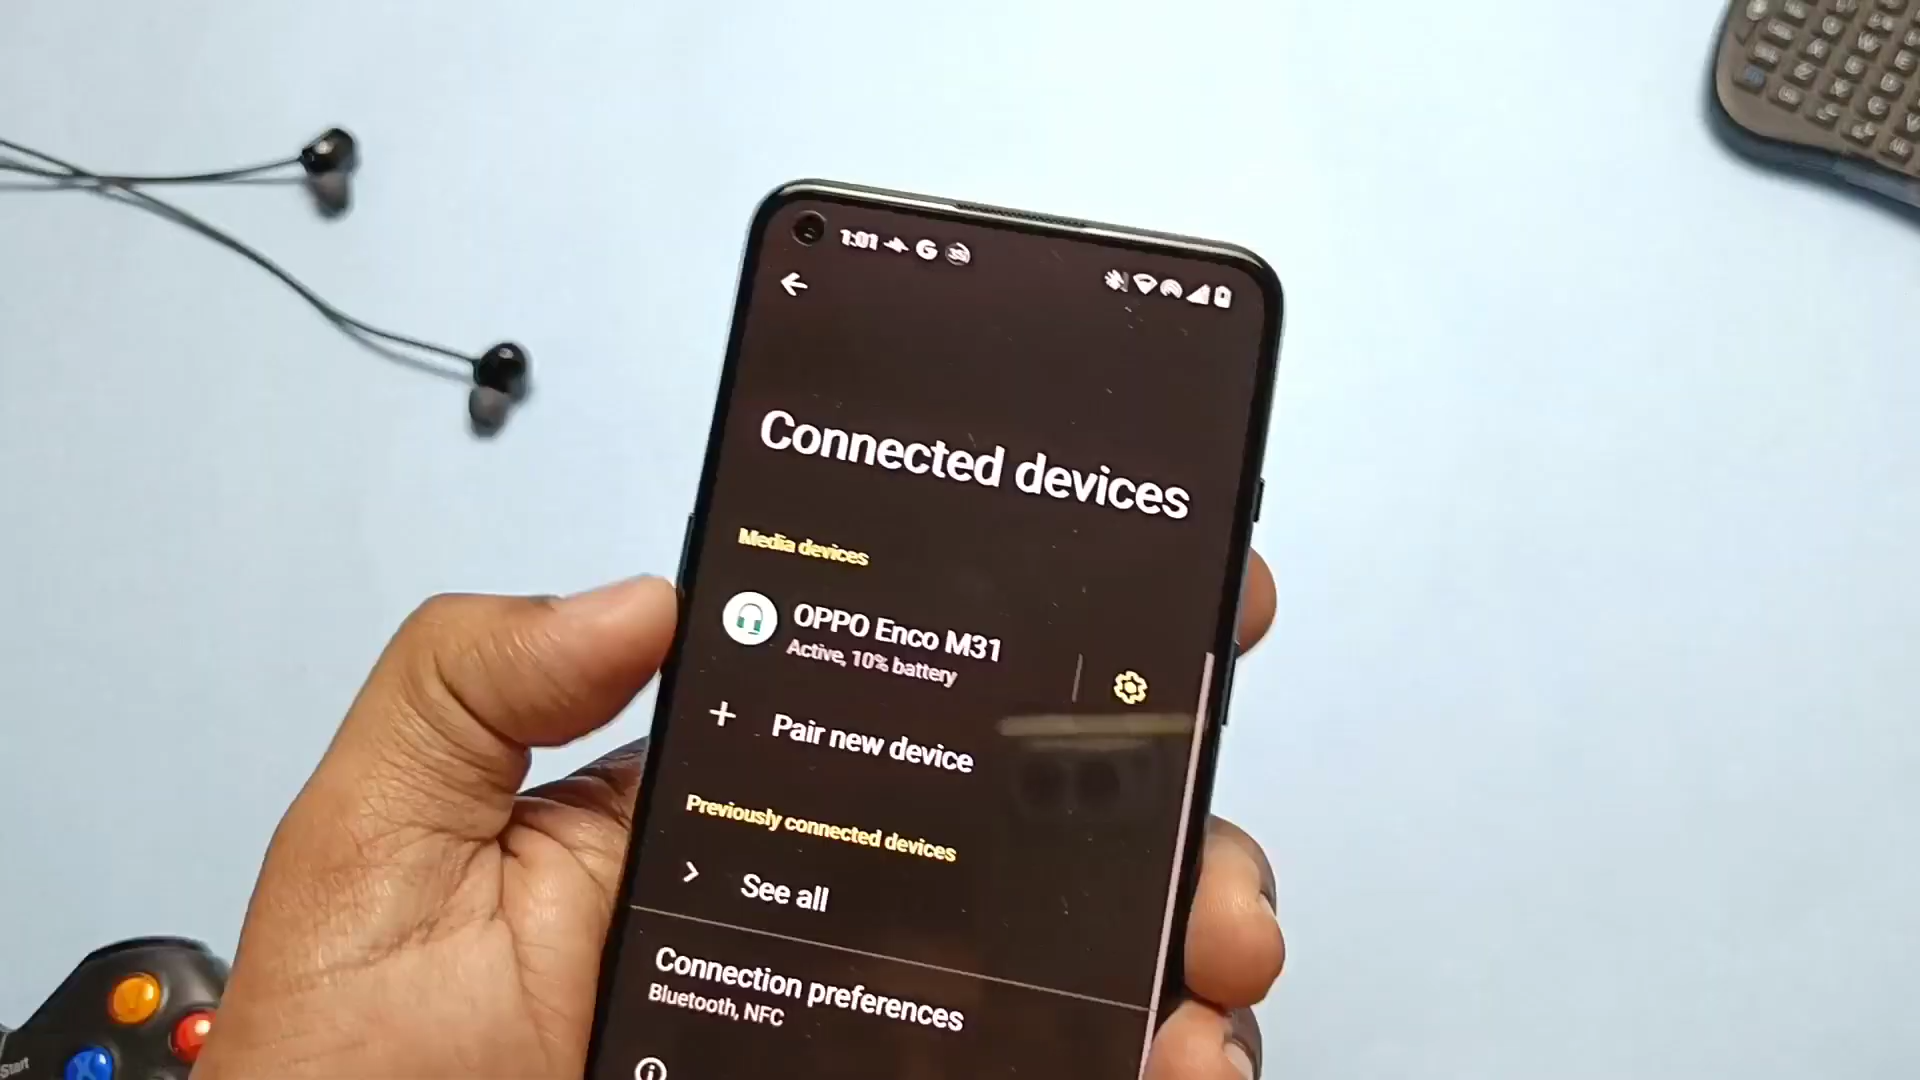 1:01 G
Connected devices
Media devices
OPPO Enco M31
Active, 10% battery
Pair new device
Previously connected devices
See all
Connection preferences
Bluetooth, NFC
X
Start